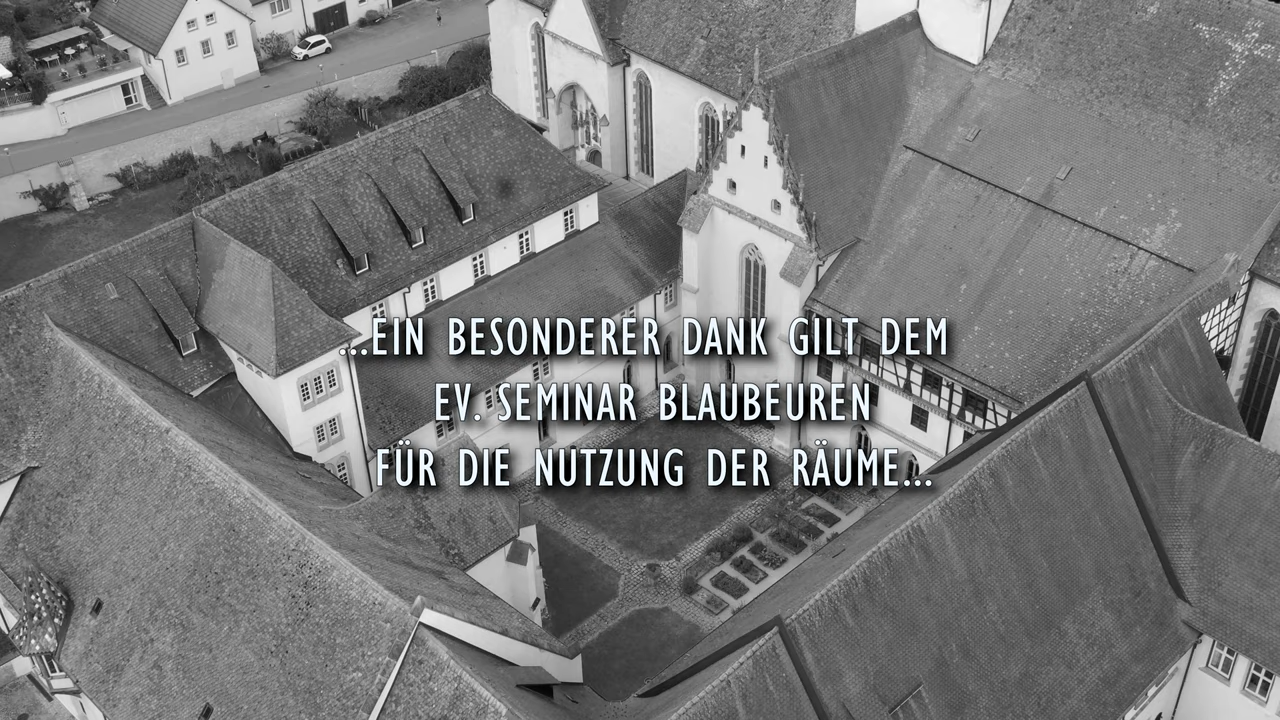 ...EIN BESONDERER DANK GILT DEM
EV. SEMINAR BLAUBEUREN
FÜR DIE NUTZUNG DER RÄUME...